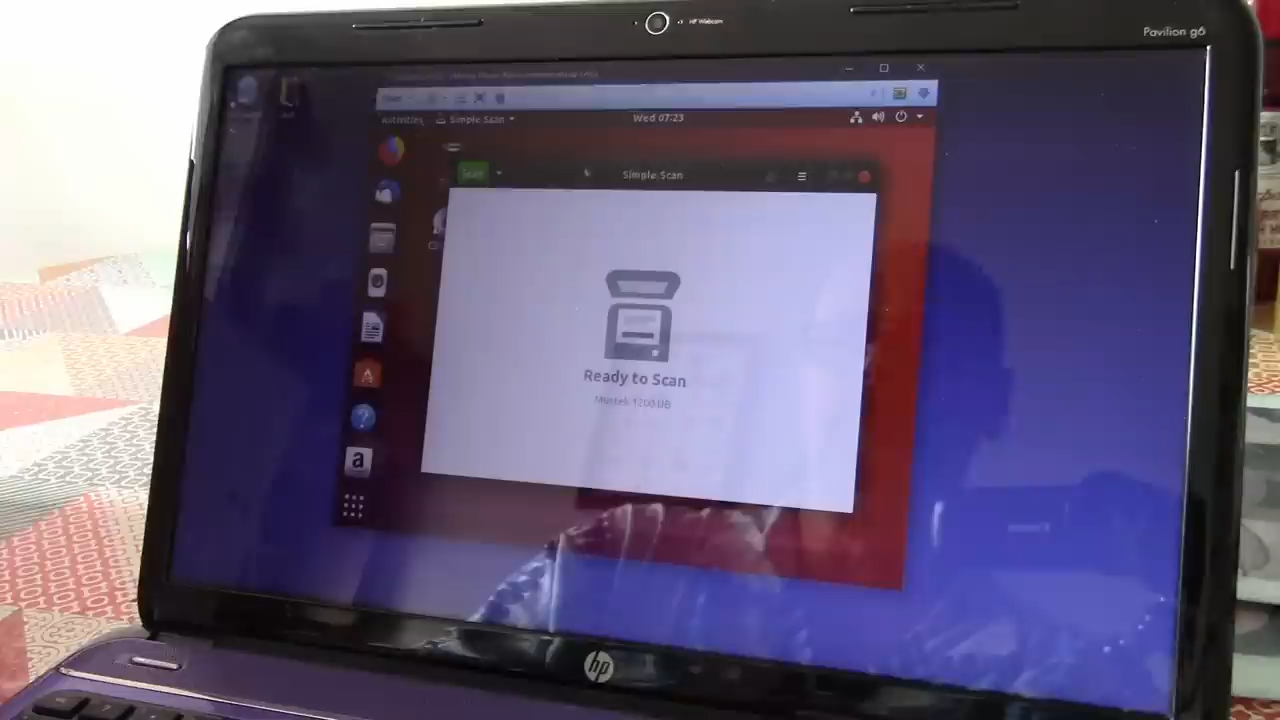 HP Webcam
Pavilion g6
Activities
Simple Scan
Wed 07:23
Scan
Simple Scan
Ready to Scan
Mustek 1200 UB
a
hp